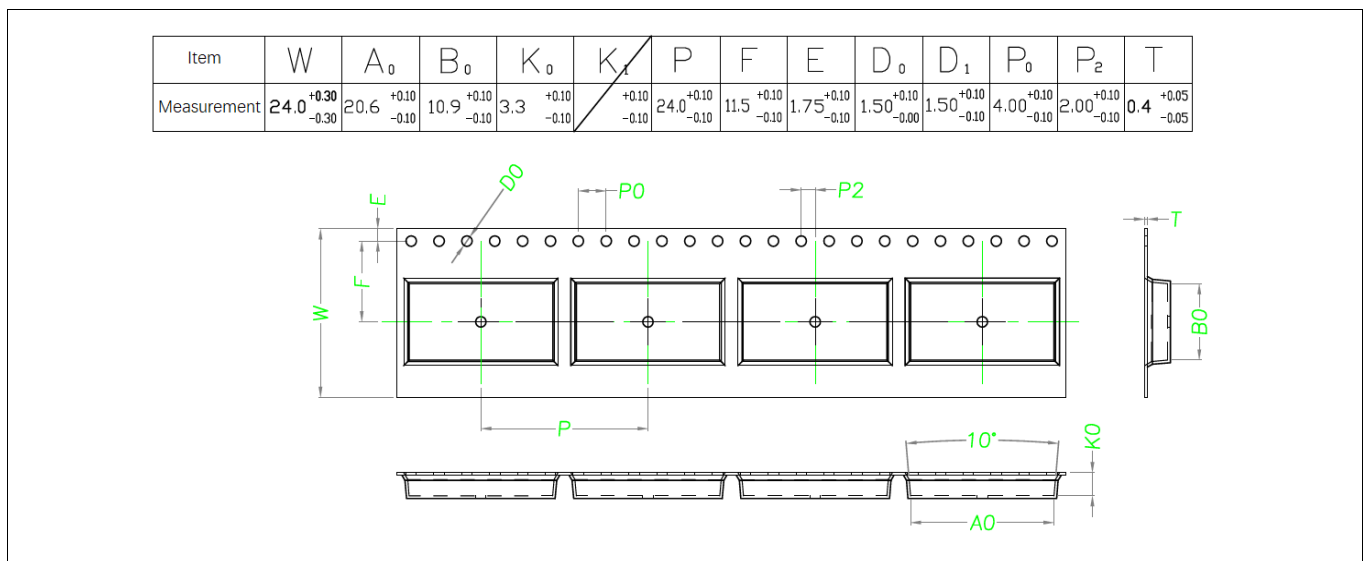 Item W A0 B0 K0 K1 P F E D0 D1 P0 P2 T
Measurement 24.0 +0.30 -0.30 20.6 +0.10 -0.10 10.9 +0.10 -0.10 3.3 +0.10 -0.10 +0.10 -0.10 24.0 +0.10 -0.10 11.5 +0.10 -0.10 1.75 +0.10 -0.10 1.50 +0.10 -0.00 1.50 +0.10 -0.10 4.00 +0.10 -0.10 2.00 +0.10 -0.10 0.4 +0.05 -0.05
E D0 P0 P2 T
F
W
B0
P
10°
K0
A0